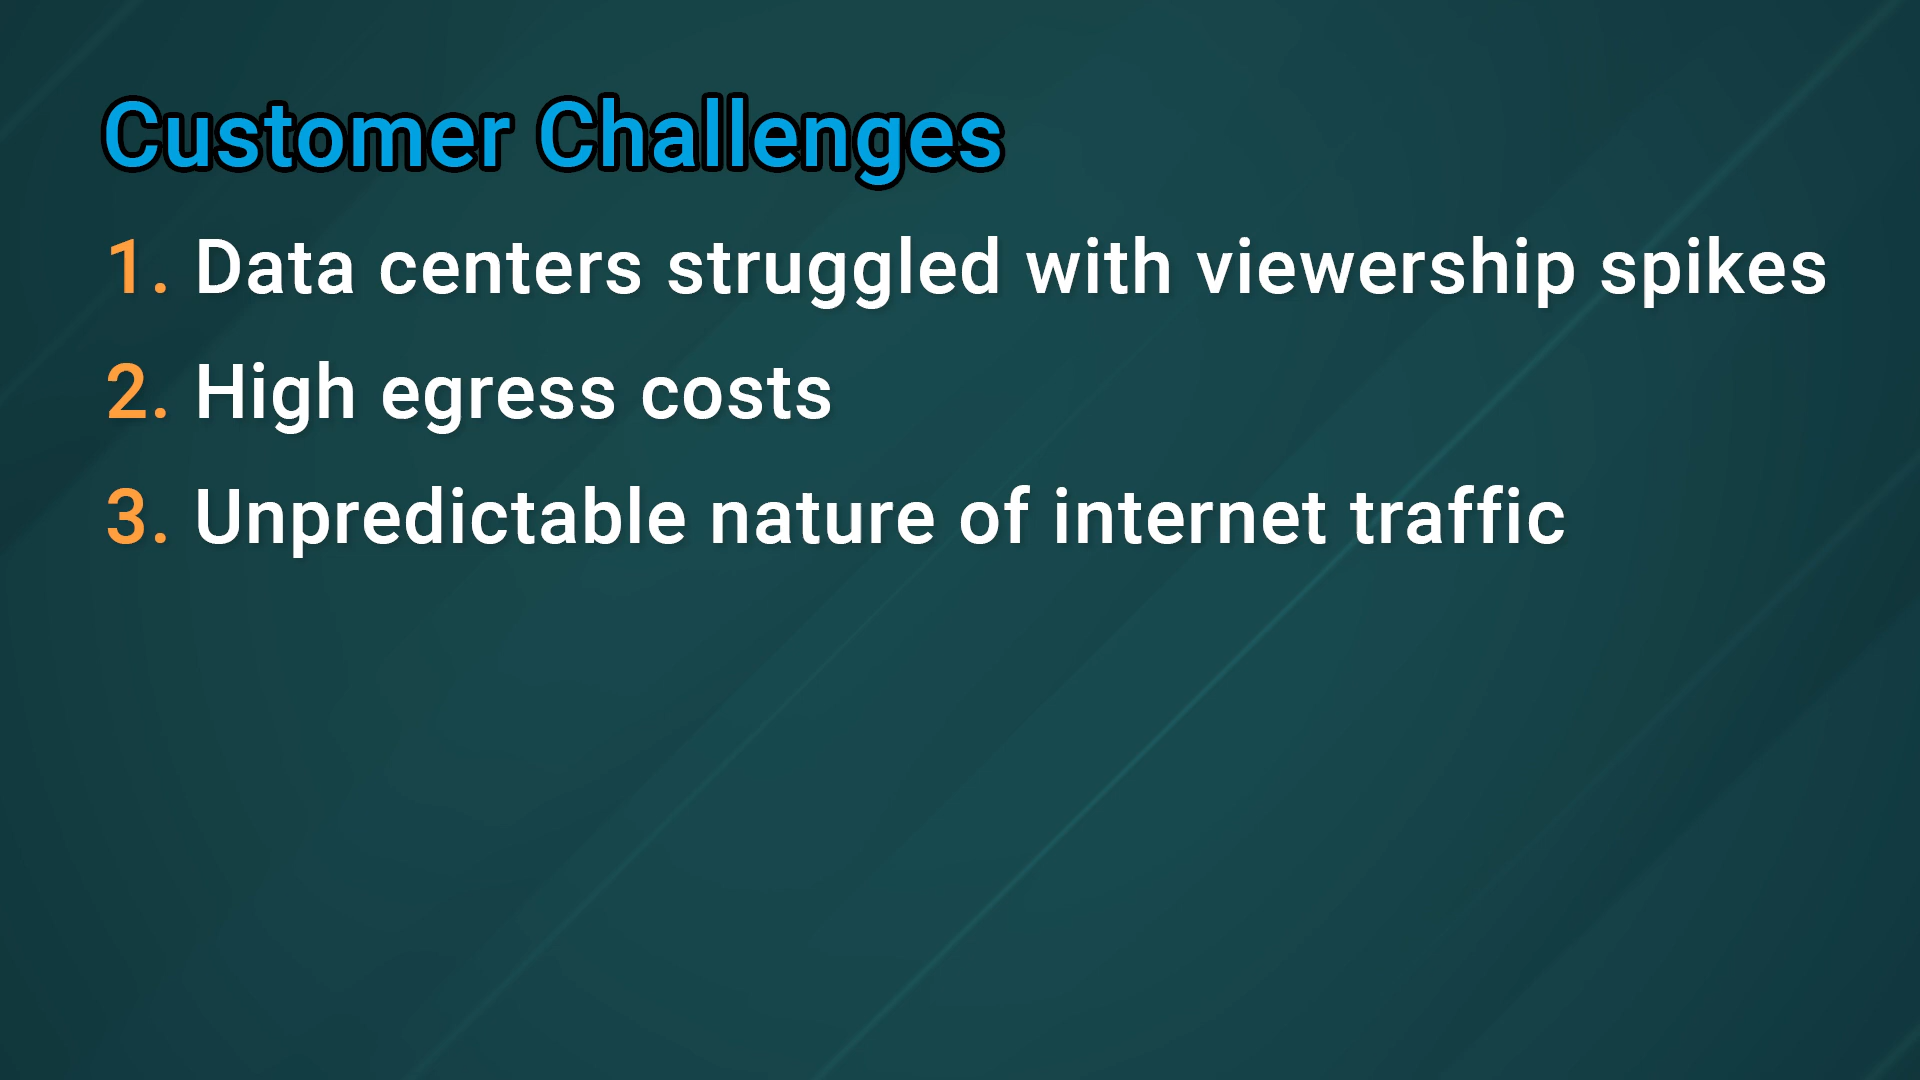 Customer Challenges
1. Data centers struggled with viewership spikes
2. High egress costs
3. Unpredictable nature of internet traffic